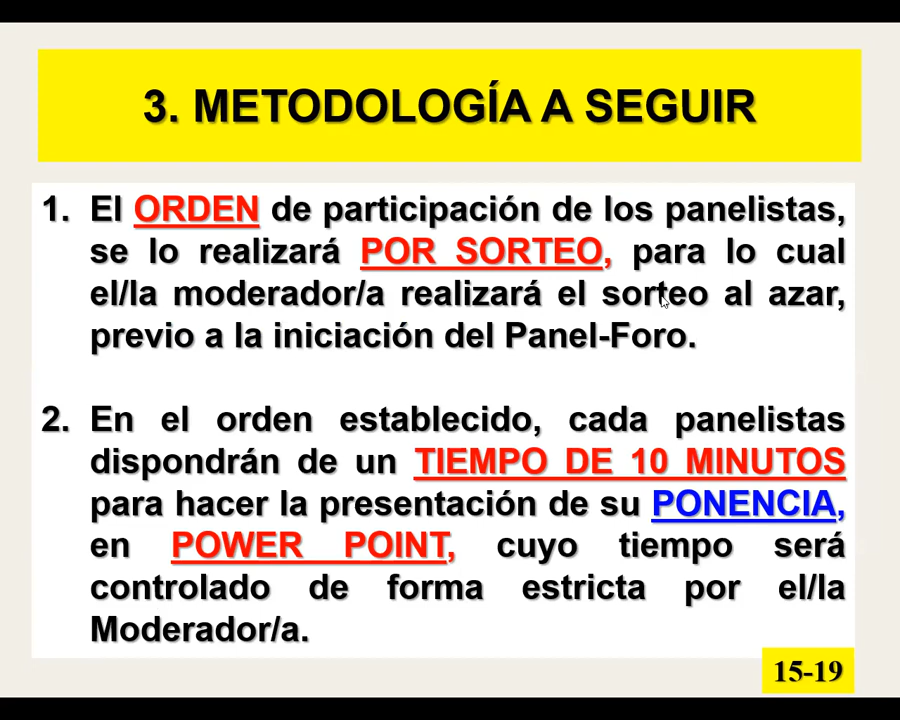 3. METODOLOGÍA A SEGUIR
1. El ORDEN de participación de los panelistas,
se lo realizará POR SORTEO, para lo cual
el/la moderador/a realizará el sorteo al azar,
previo a la iniciación del Panel-Foro.
2. En el orden establecido, cada panelistas
dispondrán de un TIEMPO DE 10 MINUTOS
para hacer la presentación de su PONENCIA,
en POWER POINT, cuyo tiempo será
controlado de forma estricta por el/la
Moderador/a.
15-19